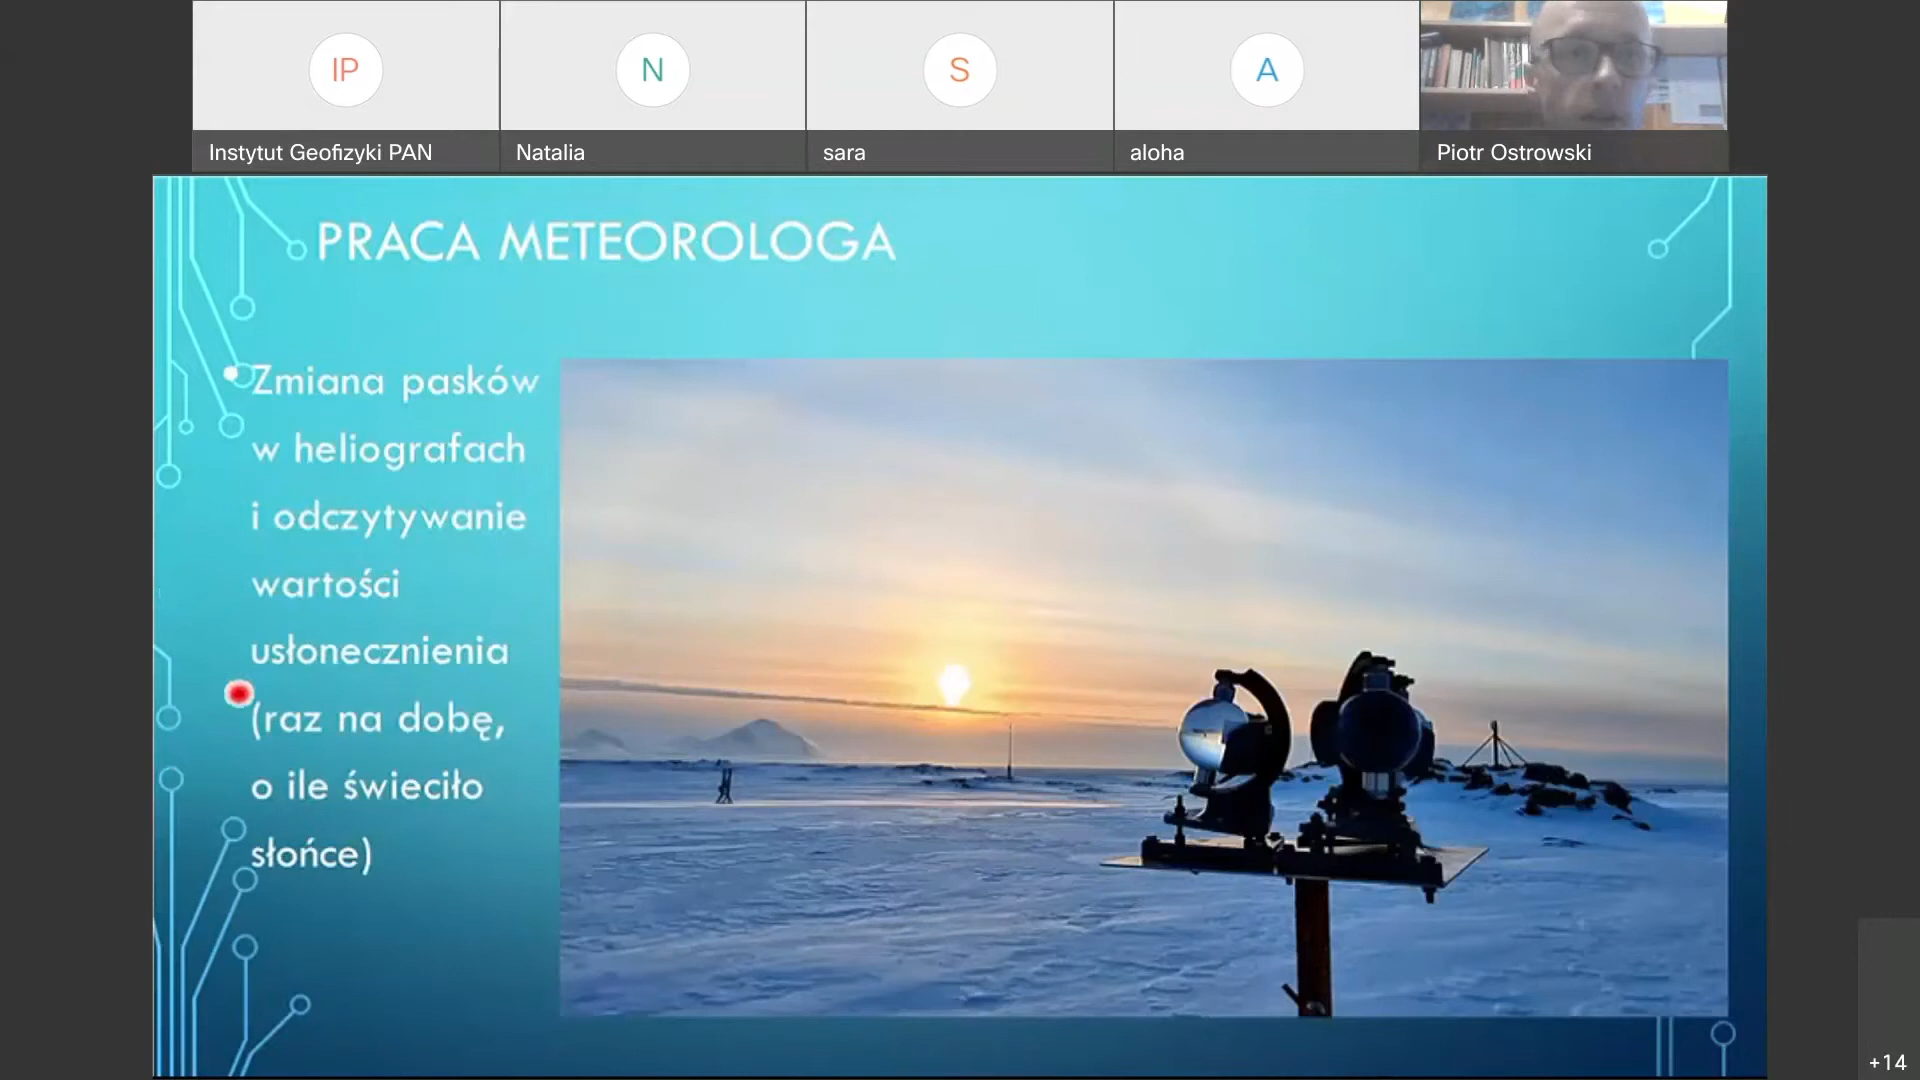 IP
N
S
A
Instytut Geofizyki PAN
Natalia
sara
aloha
Piotr Ostrowski
PRACA METEOROLOGA
Zmiana pasków
w heliografach
i odczytywanie
wartości
usłonecznienia
(raz na dobę,
o ile świeciło
słońce)
+14